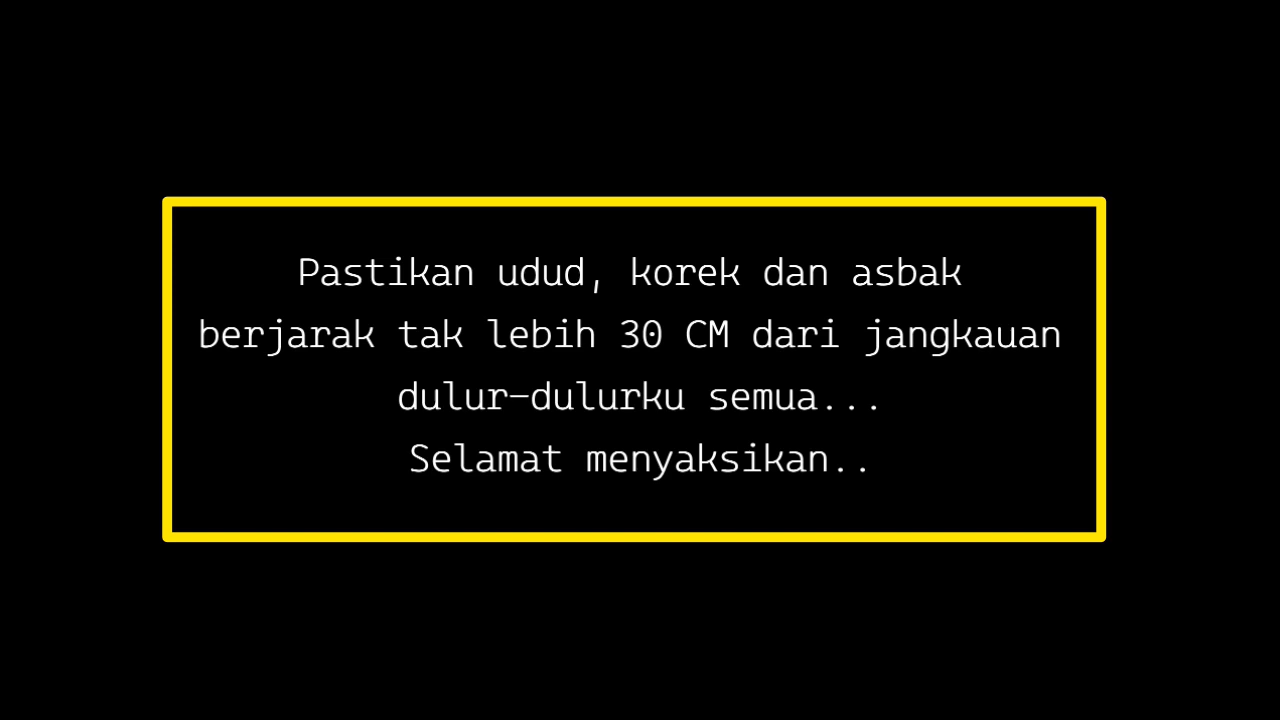 Pastikan udud, korek dan asbak
berjarak tak lebih 30 CM dari jangkauan
dulur-dulurku semua...
Selamat menyaksikan..